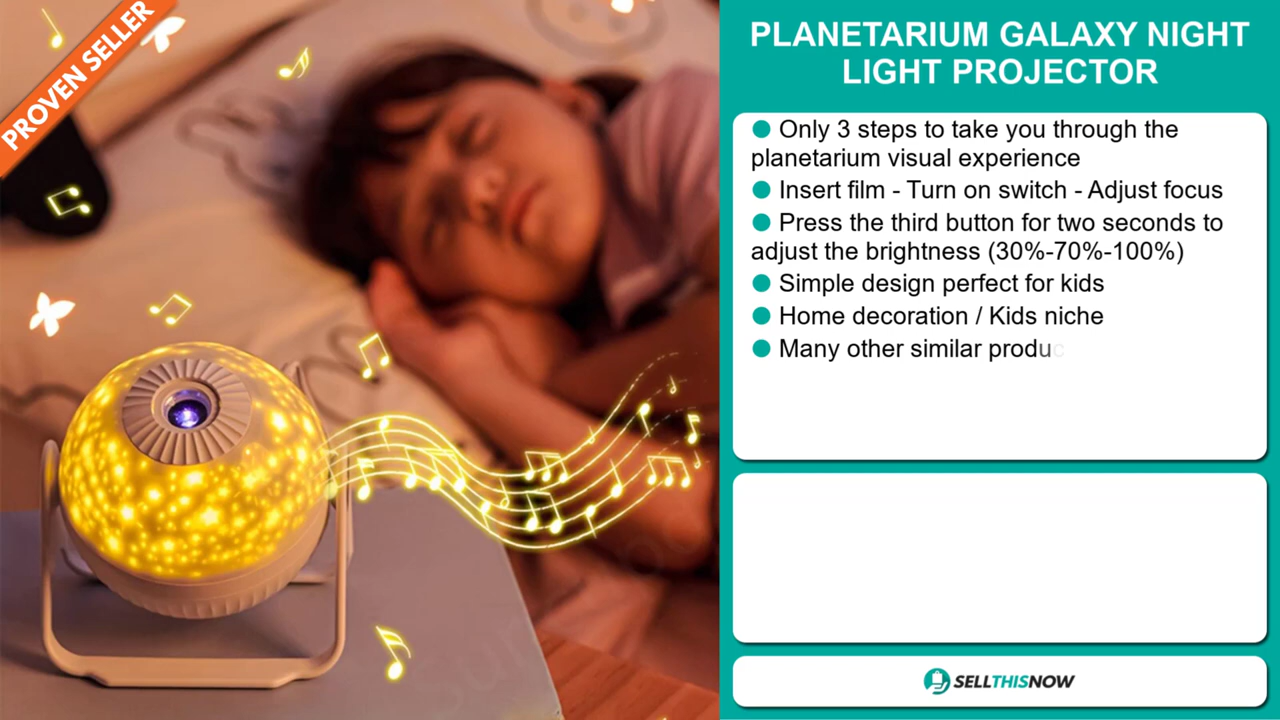 PROVEN SELLER
PLANETARIUM GALAXY NIGHT
LIGHT PROJECTOR
Only 3 steps to take you through the
planetarium visual experience
Insert film - Turn on switch - Adjust focus
Press the third button for two seconds to
adjust the brightness (30%-70%-100%)
Simple design perfect for kids
Home decoration / Kids niche
Many other similar produc
SELLTHISNOW